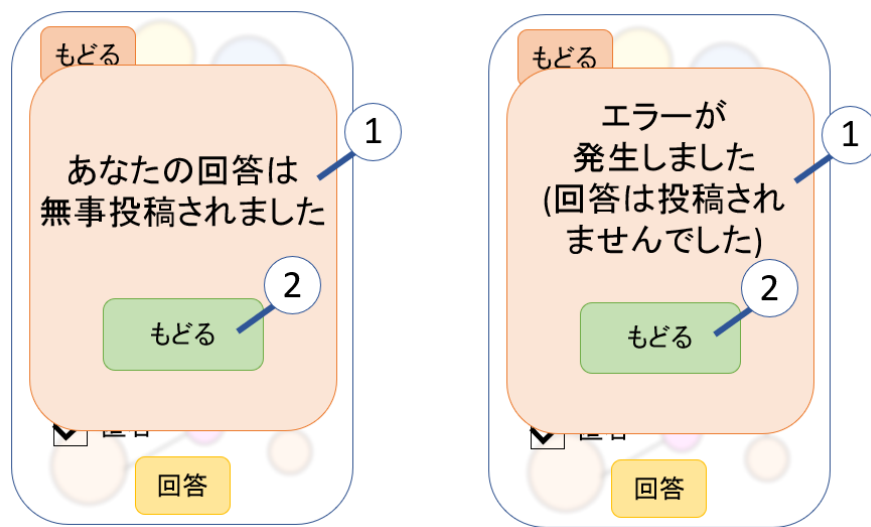 もどる
あなたの回答は
無事投稿されました
1
2
もどる
回答
もどる
エラーが
発生しました
(回答は投稿され
ませんでした)
1
2
もどる
回答